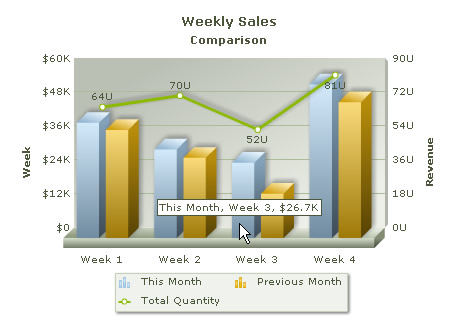 Weekly Sales
Comparison
$60K
$48K
$36K
$24K
$12K
$0
Week
90U
72U
54U
36U
18U
0U
Revenue
64U
70U
52U
81U
This Month, Week 3, $26.7K
Week 1
Week 2
Week 3
Week 4
This Month
Previous Month
Total Quantity